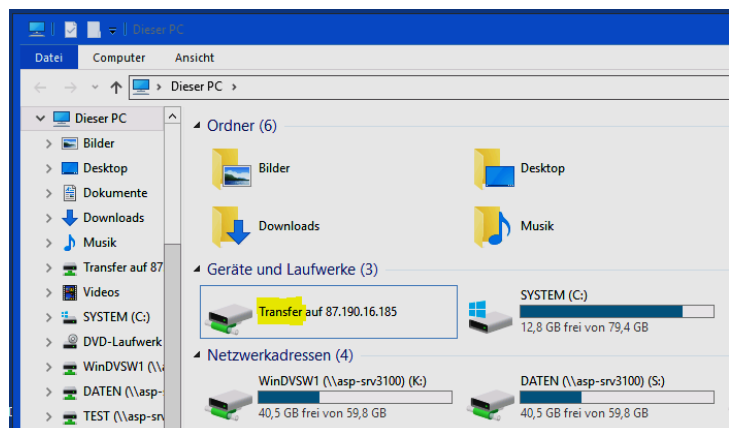 Dieser PC
Datei Computer Ansicht
Dieser PC
Dieser PC
Bilder
Desktop
Dokumente
Downloads
Musik
Transfer auf 87
Videos
SYSTEM (C:)
DVD-Laufwerk
WinDVSW1 (\\a
DATEN (\\asp-
TEST (\\asp-srv
Ordner (6)
Bilder Desktop
Downloads Musik
Geräte und Laufwerke (3)
Transfer auf 87.190.16.185
SYSTEM (C:)
12,8 GB frei von 79,4 GB
Netzwerkadressen (4)
WinDVSW1 (\\asp-srv3100) (K:)
40,5 GB frei von 59,8 GB
DATEN (\\asp-srv3100) (S:)
40,5 GB frei von 59,8 GB